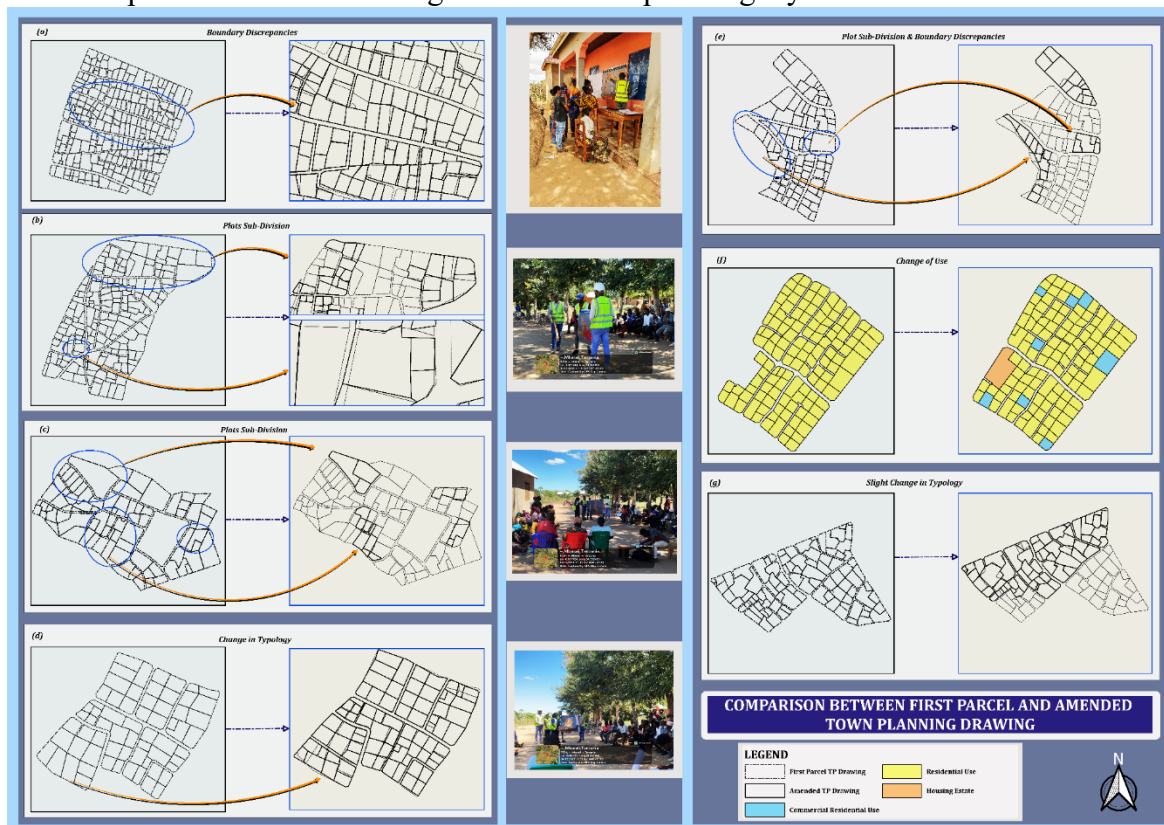 (a) Boundary Discrepancies
(b)
Plots Sub-Division
(c) Plots Sub-Division
(d)
Change in Typology
(e) Plot Sub-Division & Boundary Discrepancies
(f) Change of Use
(g) Slight Change in Typology
COMPARISON BETWEEN FIRST PARCEL AND AMENDED
TOWN PLANNING DRAWING
LEGEND
First Parcel TP Drawing
Residential Use
Amended TP Drawing
Housing Estate
Commercial Residential Use
N